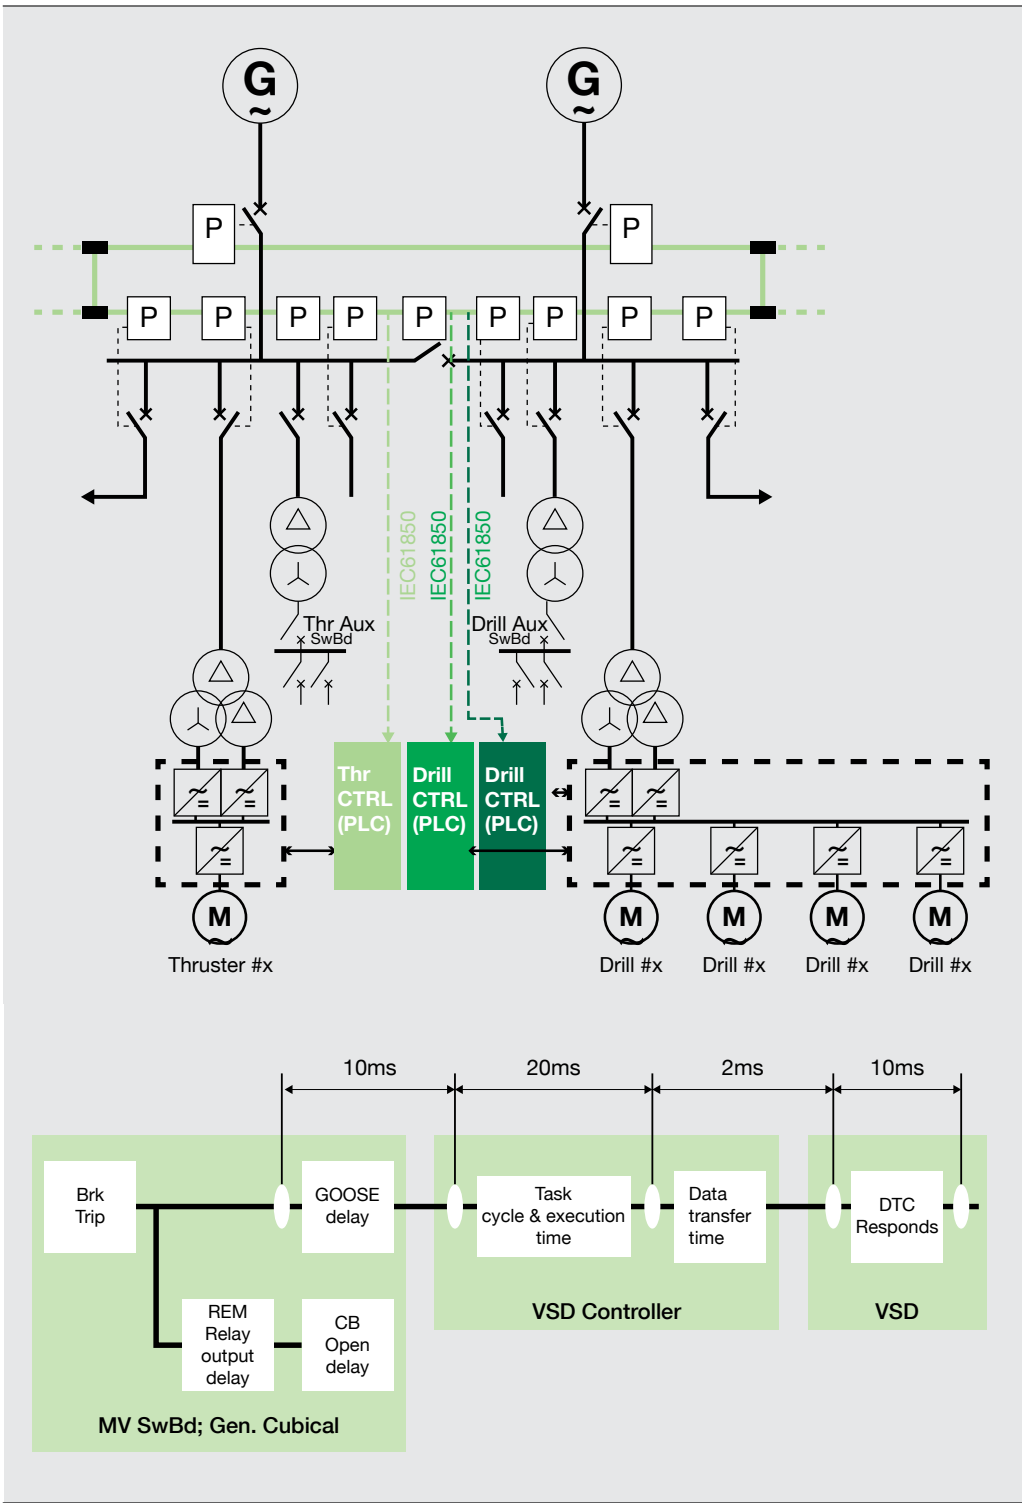 G
~
G
~
P
P
P
P
P
P
P
P
P
P
P
P
IEC61850
IEC61850
IEC61850
Thr Aux
SwBd
Drill Aux
SwBd
Thr
CTRL
(PLC)
Drill
CTRL
(PLC)
Drill
CTRL
(PLC)
M
M
M
M
M
Thruster #x
Drill #x
Drill #x
Drill #x
Drill #x
10ms
20ms
2ms
10ms
Brk
Trip
GOOSE
delay
Task
cycle & execution
time
Data
transfer
time
DTC
Responds
REM
Relay
output
delay
CB
Open
delay
VSD Controller
VSD
MV SwBd; Gen. Cubical